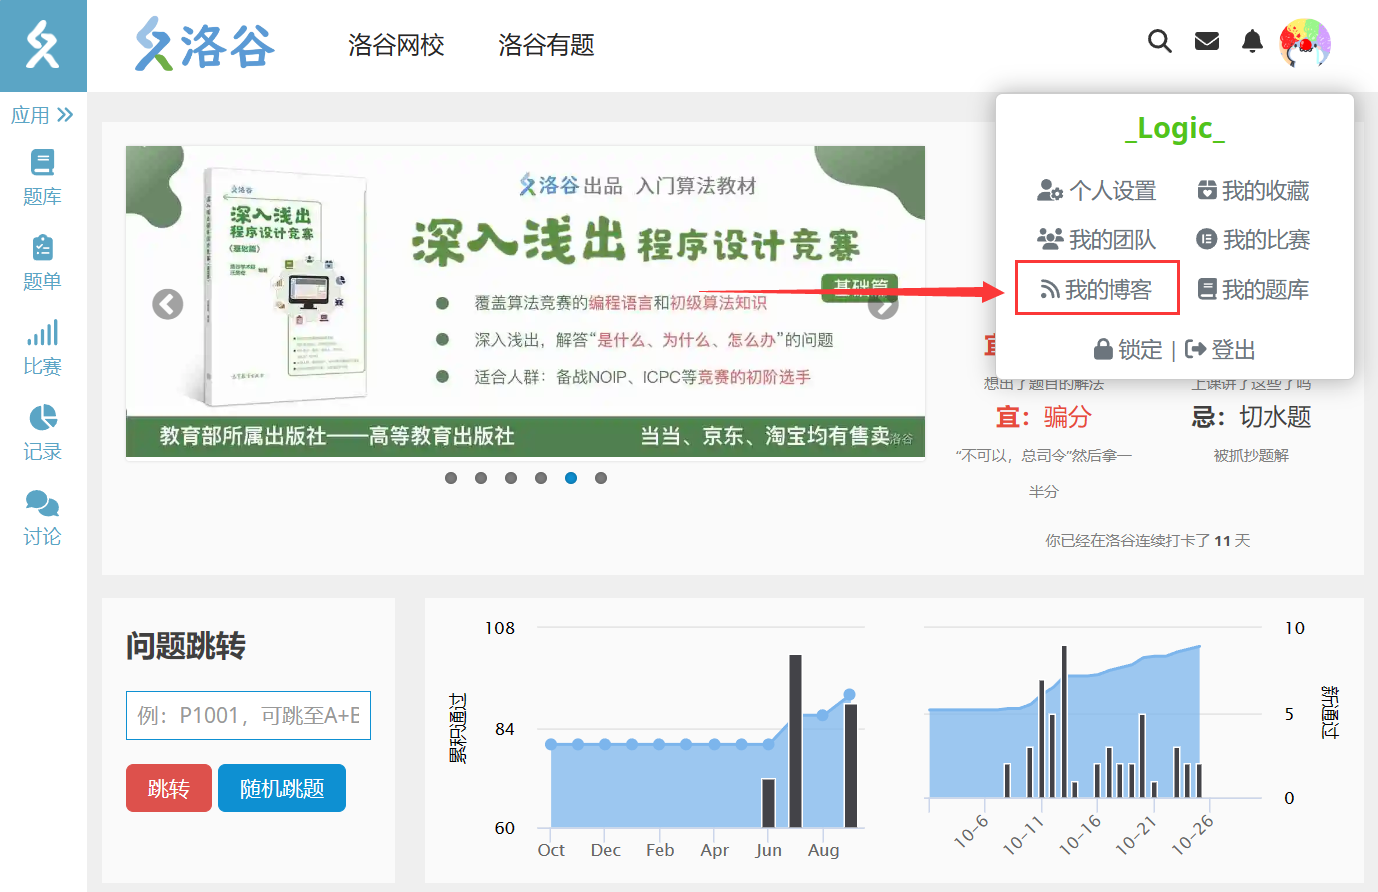 洛谷
洛谷网校
洛谷有题
应用
题库
题单
比赛
记录
讨论
_Logic_
个人设置
我的收藏
我的团队
我的比赛
我的博客
我的题库
锁定 | 登出
洛谷
深入浅出
程序设计竞赛
(基础篇)
洛谷出品 入门算法教材
深入浅出 程序设计竞赛
基础篇
覆盖算法竞赛的编程语言和初级算法知识
深入浅出，解答“是什么、为什么、怎么办”的问题
适合人群：备战NOIP、ICPC等竞赛的初阶选手
教育部所属出版社——高等教育出版社
当当、京东、淘宝均有售卖
洛谷
想出了题目的解法
上课讲了这些了吗
宜：骗分
忌：切水题
“不可以，总司令”然后拿一
半分
被抓抄题解
你已经在洛谷连续打卡了 11 天
问题跳转
例：P1001，可跳至A+B
跳转
随机跳题
108
84
60
累积通过
Oct
Dec
Feb
Apr
Jun
Aug
10
5
0
新通过
10-6
10-11
10-16
10-21
10-26